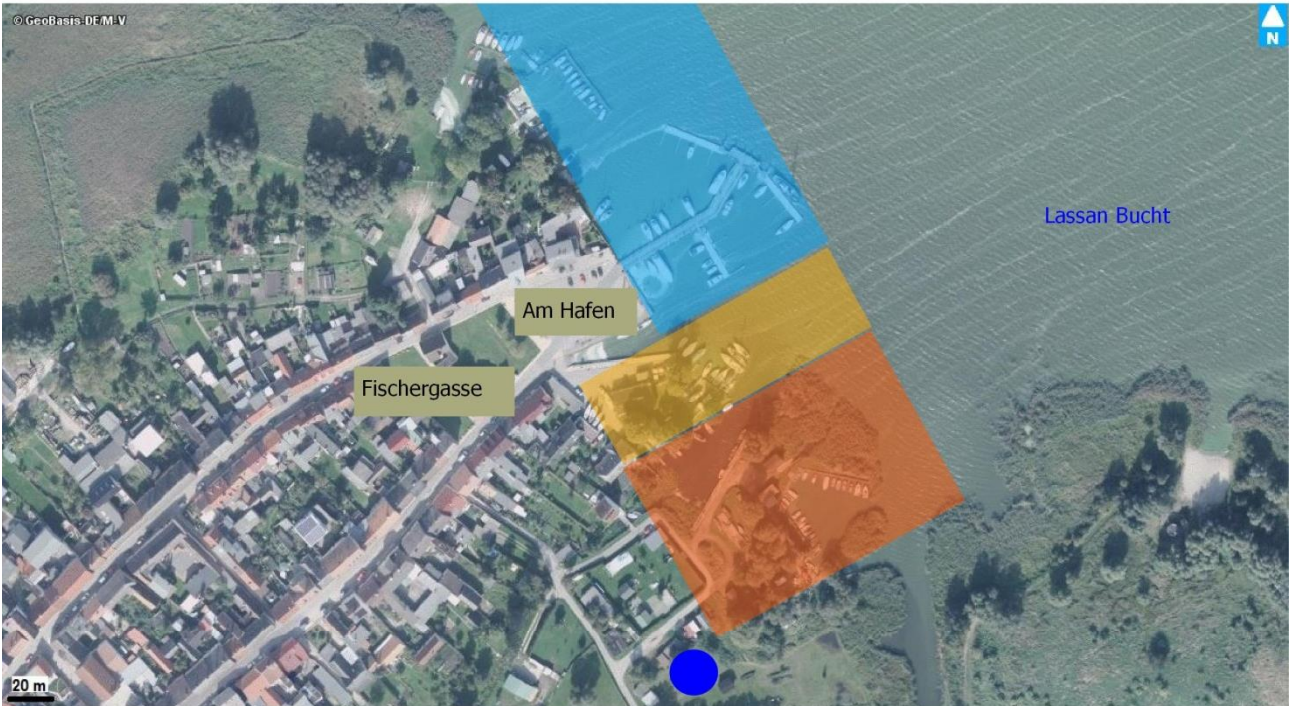 © GeoBasis-DE/M-V
N
Lassan Bucht
Am Hafen
Fischergasse
20 m